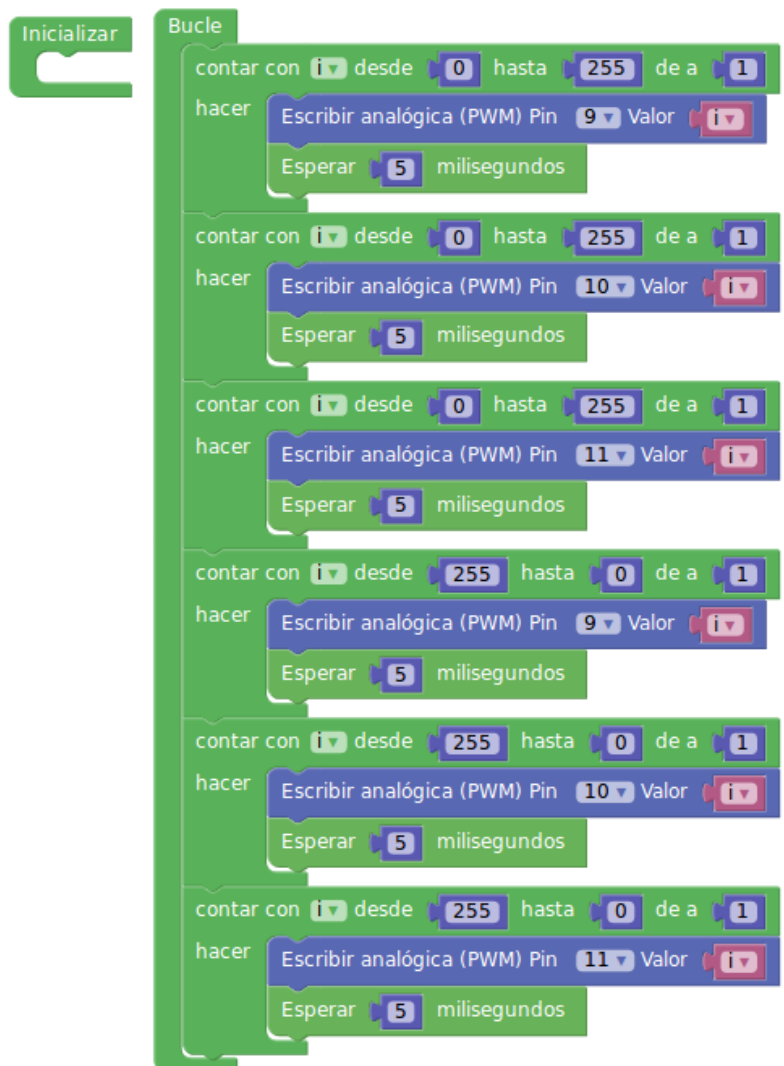 Inicializar
Bucle
contar con i desde 0 hasta 255 de a 1
hacer
Escribir analógica (PWM) Pin 9 Valor i
Esperar 5 milisegundos
contar con i desde 0 hasta 255 de a 1
hacer
Escribir analógica (PWM) Pin 10 Valor i
Esperar 5 milisegundos
contar con i desde 0 hasta 255 de a 1
hacer
Escribir analógica (PWM) Pin 11 Valor i
Esperar 5 milisegundos
contar con i desde 255 hasta 0 de a 1
hacer
Escribir analógica (PWM) Pin 9 Valor i
Esperar 5 milisegundos
contar con i desde 255 hasta 0 de a 1
hacer
Escribir analógica (PWM) Pin 10 Valor i
Esperar 5 milisegundos
contar con i desde 255 hasta 0 de a 1
hacer
Escribir analógica (PWM) Pin 11 Valor i
Esperar 5 milisegundos